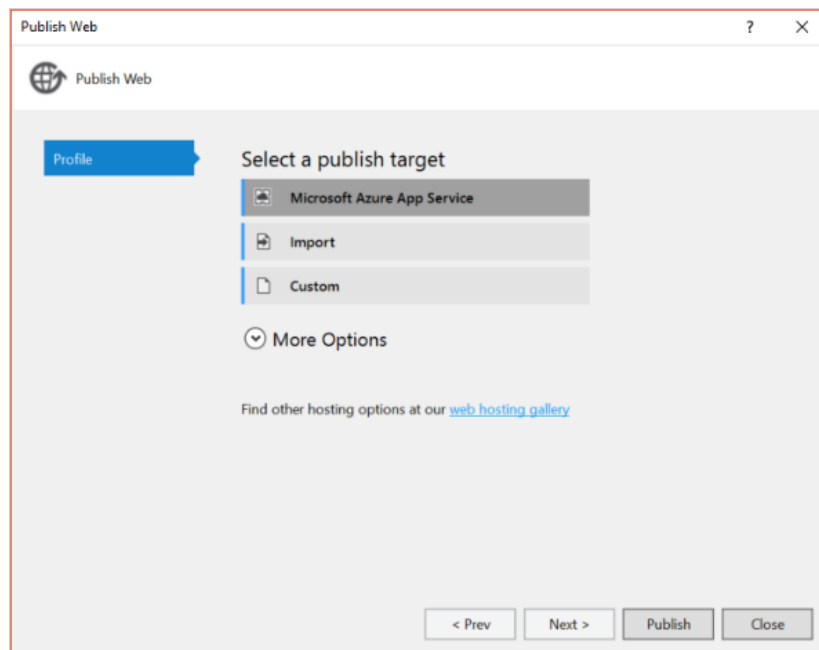 Publish Web
?
Publish Web
Profile
Select a publish target
Microsoft Azure App Service
Import
Custom
More Options
Find other hosting options at our web hosting gallery
< Prev
Next >
Publish
Close